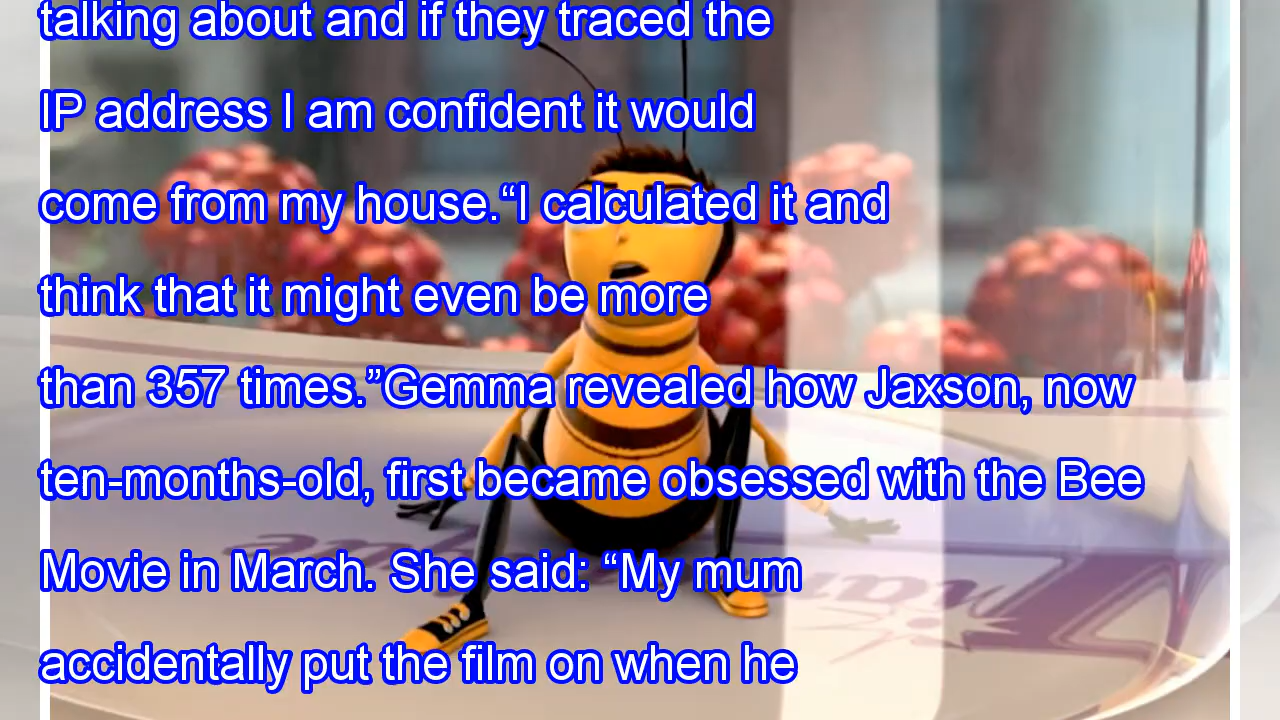 talking about and if they traced the
IP address I am confident it would
come from my house.“I calculated it and
think that it might even be more
than 357 times.”Gemma revealed how Jaxson, now
ten-months-old, first became obsessed with the Bee
Movie in March. She said: “My mum
accidentally put the film on when he